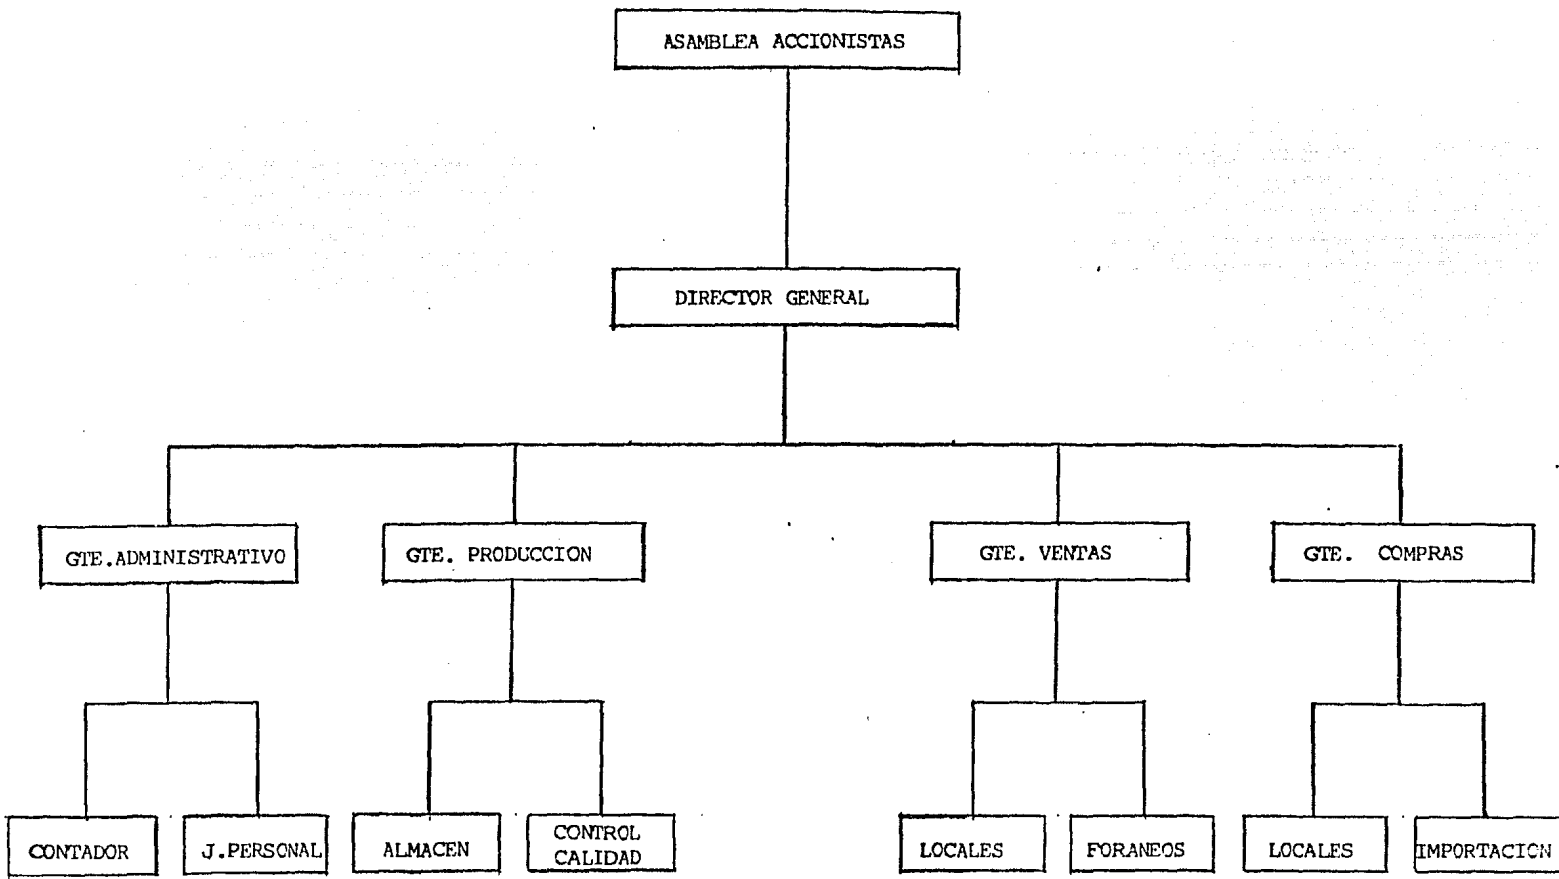 ASAMBLEA ACCIONISTAS
DIRECTOR GENERAL
GTE.ADMINISTRATIVO
GTE. PRODUCCION
GTE. VENTAS
GTE. COMPRAS
CONTADOR
J.PERSONAL
ALMACEN
CONTROL
CALIDAD
LOCALES
FORANEOS
LOCALES
IMPORTACION